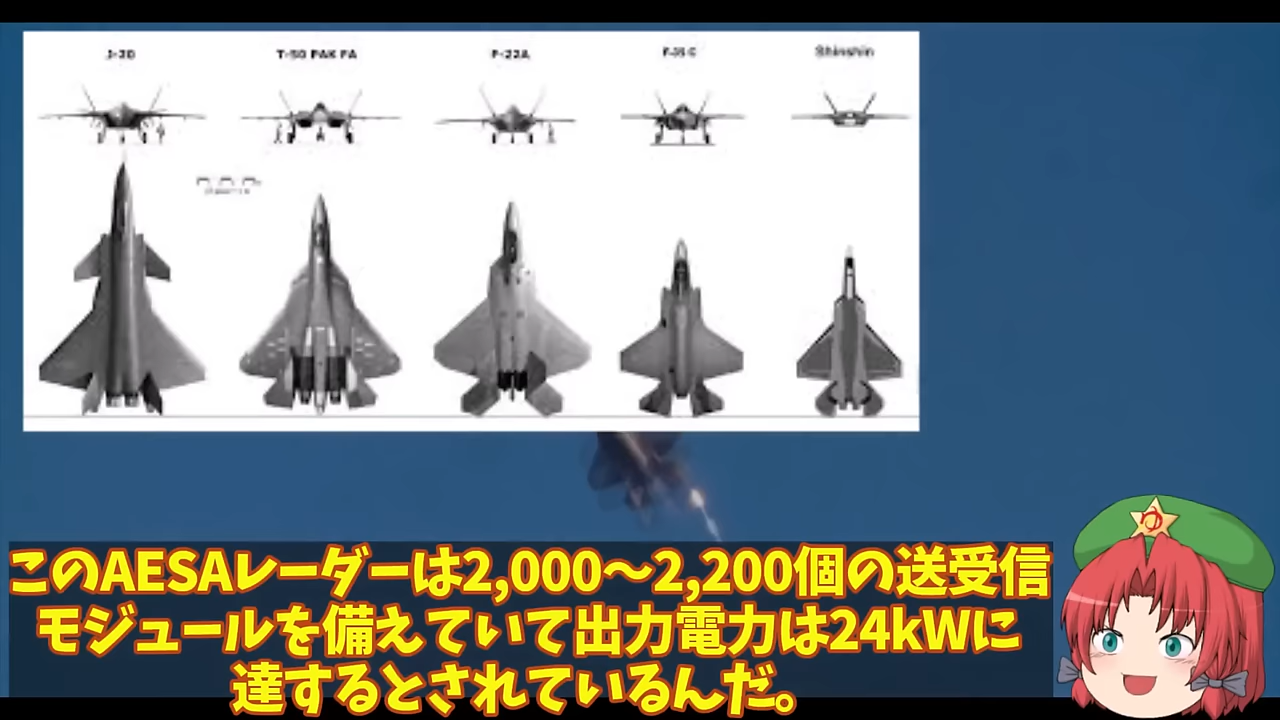 J-20
T-50 PAK FA
F-22A
F-35 C
Shinshin
このAESAレーダーは2,000〜2,200個の送受信
モジュールを備えていて出力電力は24kWに
達するとされているんだ。